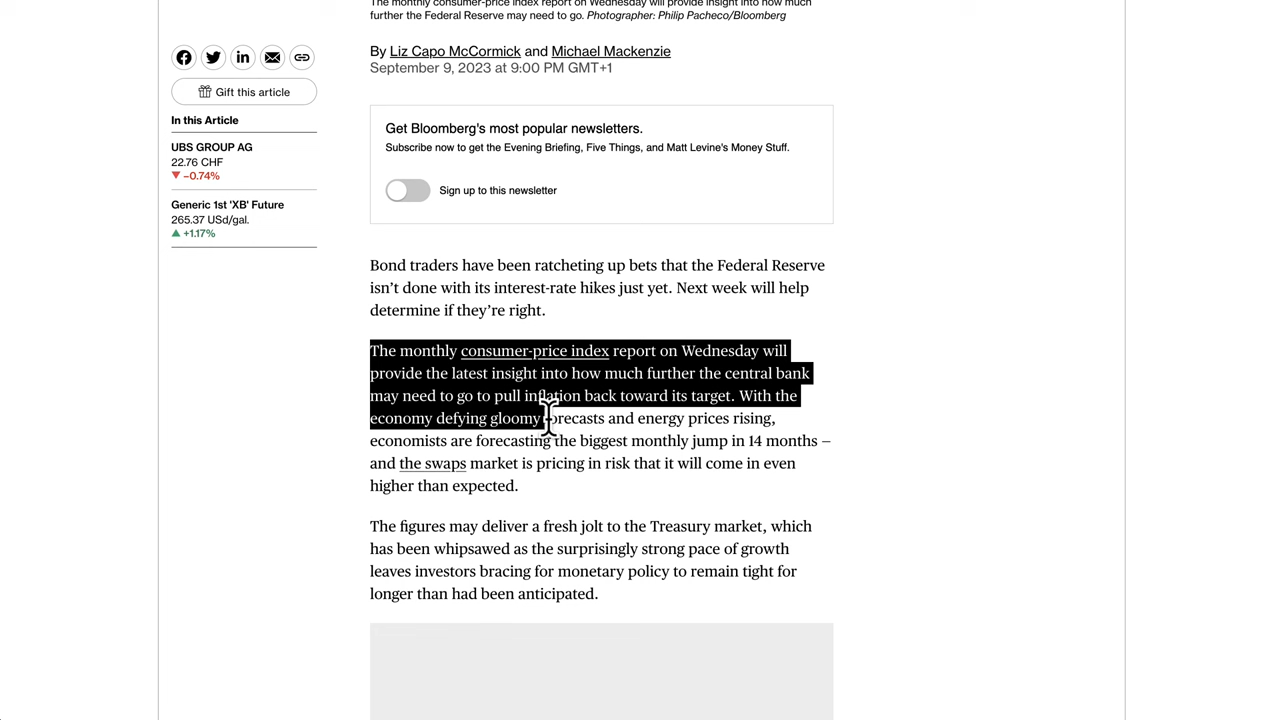 The monthly consumer-price index report on Wednesday will provide insight into how much
further the Federal Reserve may need to go. Photographer: Philip Pacheco/Bloomberg
By Liz Capo McCormick and Michael Mackenzie
September 9, 2023 at 9:00 PM GMT+1
Gift this article
In this Article
UBS GROUP AG
22.76 CHF
▼ –0.74%
Generic 1st 'XB' Future
265.37 USd/gal.
▲ +1.17%
Get Bloomberg's most popular newsletters.
Subscribe now to get the Evening Briefing, Five Things, and Matt Levine's Money Stuff.
Sign up to this newsletter
Bond traders have been ratcheting up bets that the Federal Reserve
isn’t done with its interest-rate hikes just yet. Next week will help
determine if they’re right.
The monthly consumer-price index report on Wednesday will
provide the latest insight into how much further the central bank
may need to go to pull inflation back toward its target. With the
economy defying gloomy forecasts and energy prices rising,
economists are forecasting the biggest monthly jump in 14 months —
and the swaps market is pricing in risk that it will come in even
higher than expected.
The figures may deliver a fresh jolt to the Treasury market, which
has been whipsawed as the surprisingly strong pace of growth
leaves investors bracing for monetary policy to remain tight for
longer than had been anticipated.